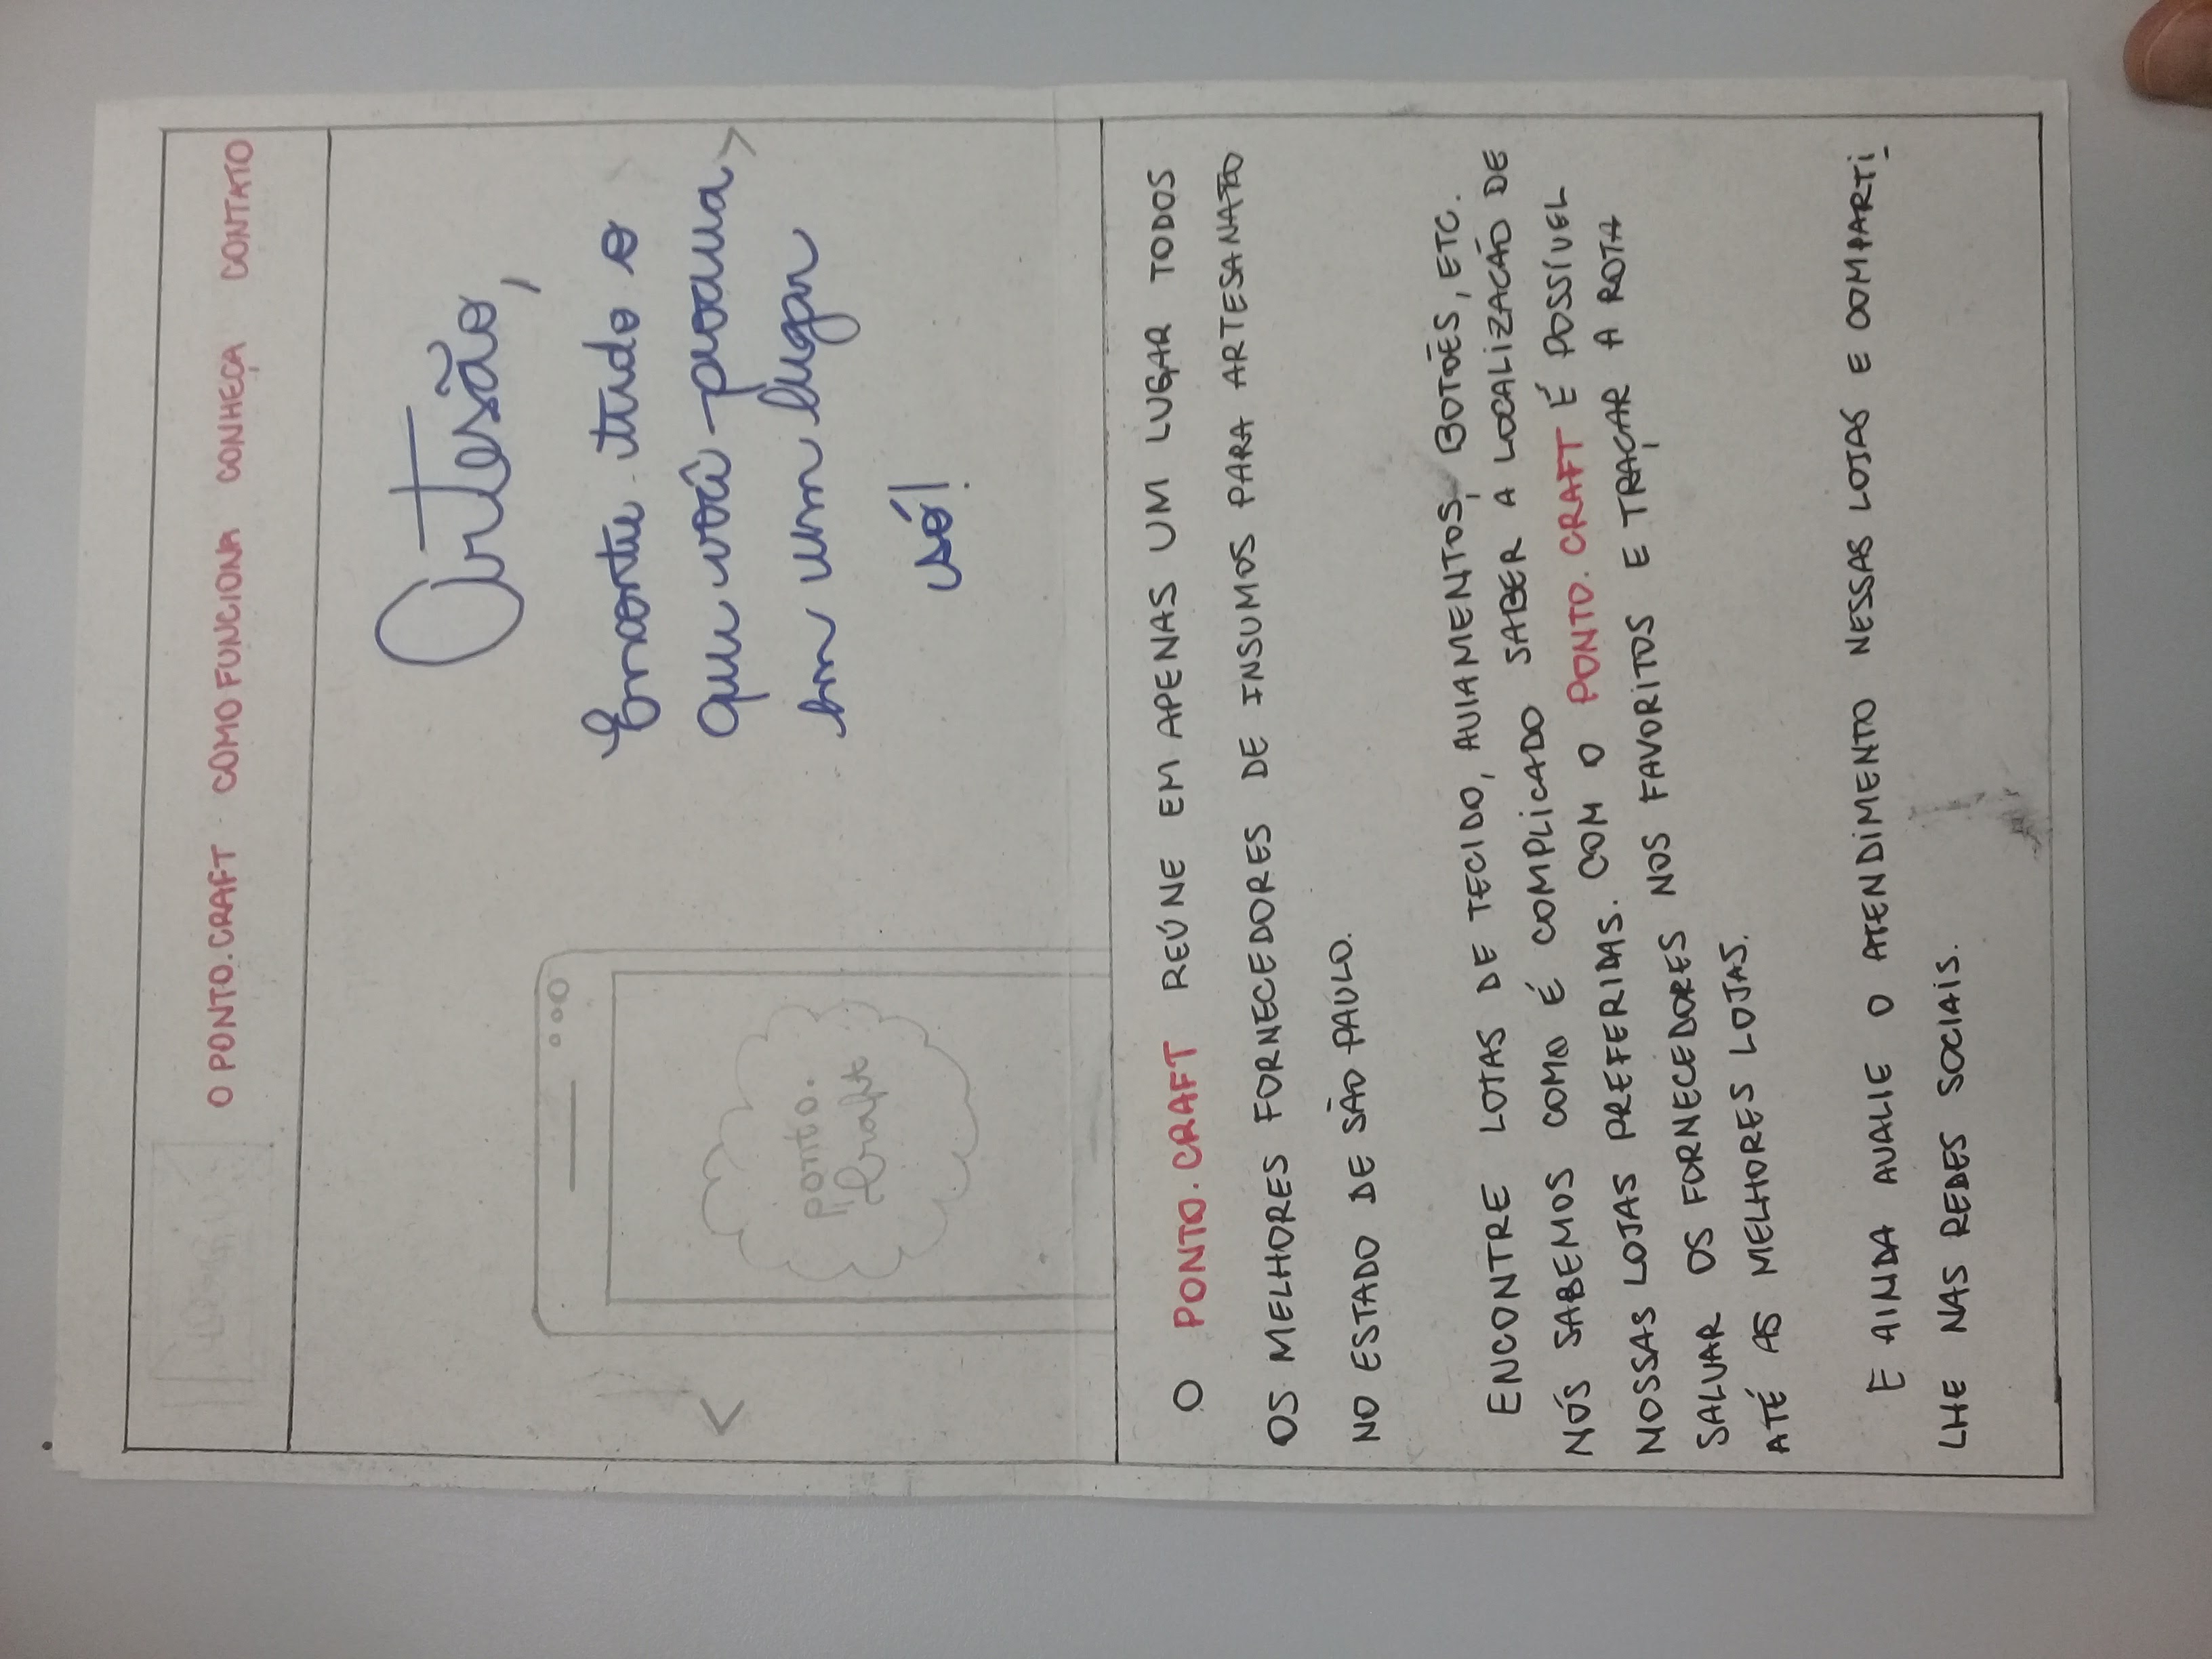 O PONTO.CRAFT COMO FUNCIONA CONHEÇA CONTATO
Artesão,
Encontre tudo o
que você procura
em um lugar
só!
ponto.
craft
O PONTO.CRAFT REÚNE EM APENAS UM LUGAR TODOS
OS MELHORES FORNECEDORES DE INSUMOS PARA ARTESANATO
NO ESTADO DE SÃO PAULO.
ENCONTRE LOTAS DE TECIDO, AVIAMENTOS, BOTÕES, ETC.
NÓS SABEMOS COMO É COMPLICADO SABER A LOCALIZAÇÃO DE
NOSSAS LOJAS PREFERIDAS. COM O PONTO.CRAFT É POSSÍVEL
SALVAR OS FORNECEDORES NOS FAVORITOS E TRAÇAR A ROTA
ATÉ AS MELHORES LOJAS.
E AINDA AVALIE O ATENDIMENTO NESSAS LOJAS E COMPARTI
LHE NAS REDES SOCIAIS.